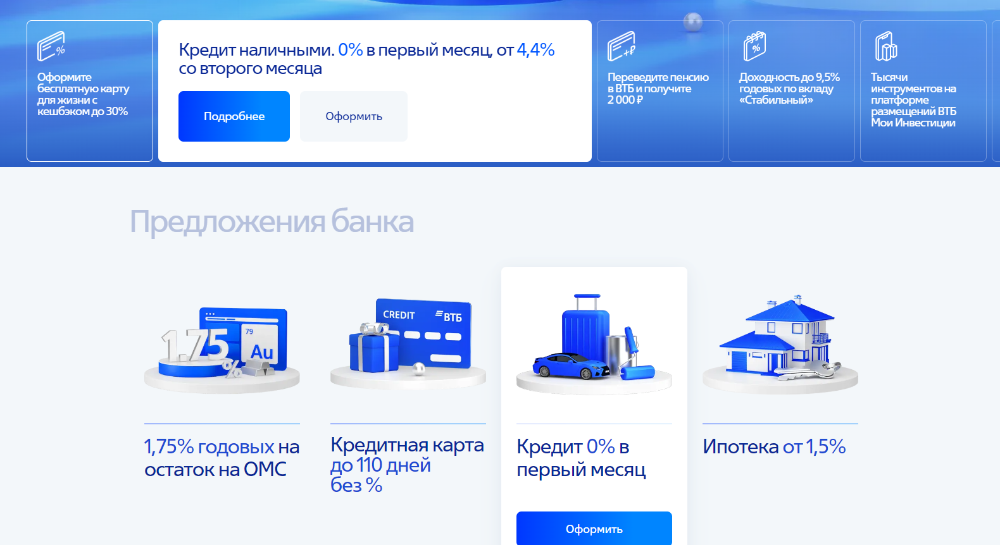 %
Оформите
бесплатную карту
для жизни с
кешбэком до 30%
Кредит наличными. 0% в первый месяц, от 4,4%
со второго месяца
Подробнее
Оформить
+₽
Переведите пенсию
в ВТБ и получите
2 000 ₽
%
Доходность до 9,5%
годовых по вкладу
«Стабильный»
Тысячи
инструментов на
платформе
размещений ВТБ
Мои Инвестиции
Предложения банка
1.75
%
79
Au
CREDIT
ВТБ
1,75% годовых на
остаток на ОМС
Кредитная карта
до 110 дней
без %
Кредит 0% в
первый месяц
Оформить
Ипотека от 1,5%